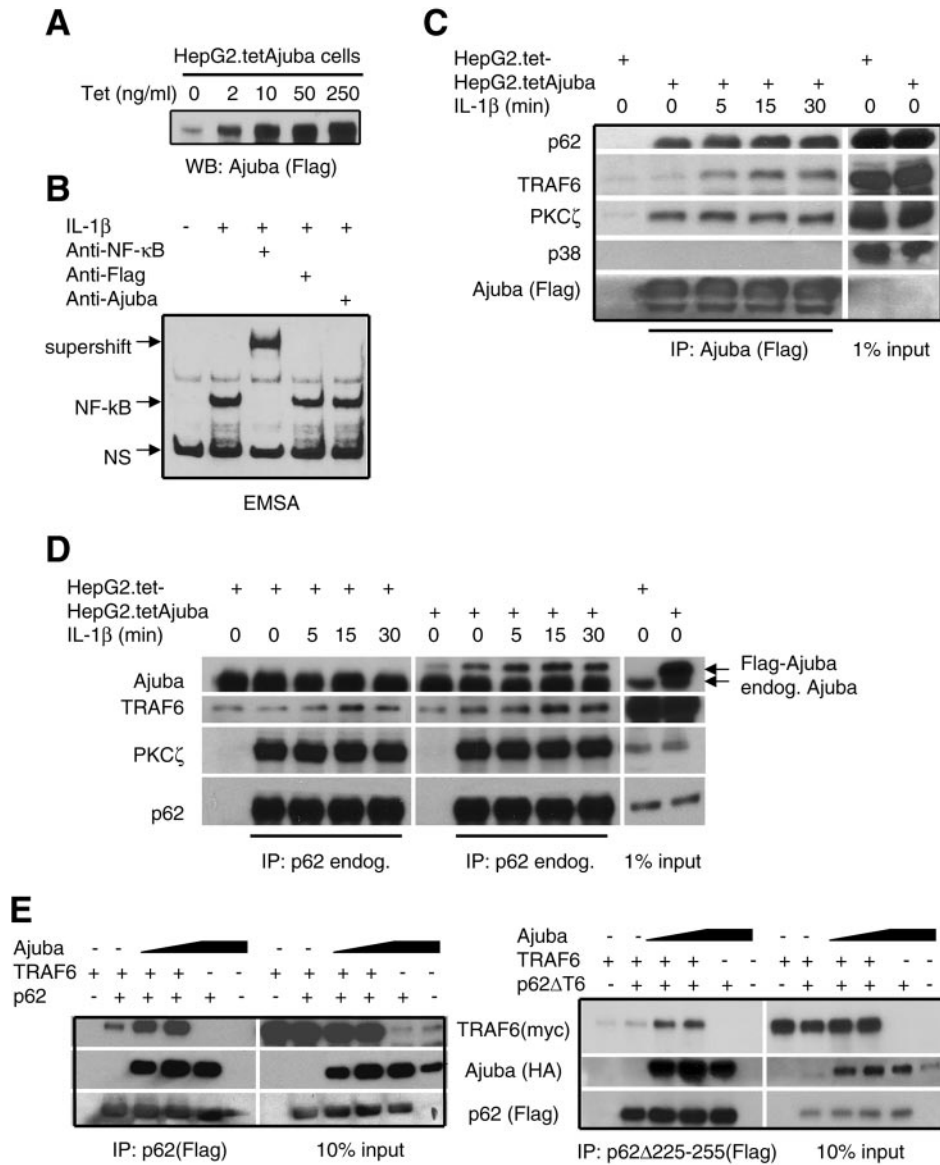 A
HepG2.tetAjuba cells
Tet (ng/ml) 0 2 10 50 250
WB: Ajuba (Flag)
B
IL-1β - + + + +
Anti-NF-κB +
Anti-Flag +
Anti-Ajuba +
supershift
NF-kB
NS
EMSA
C
HepG2.tet- + +
HepG2.tetAjuba + + + + +
IL-1β (min) 0 0 5 15 30 0 0
p62
TRAF6
PKCζ
p38
Ajuba (Flag)
IP: Ajuba (Flag) 1% input
D
HepG2.tet- + + + + + +
HepG2.tetAjuba + + + + + +
IL-1β (min) 0 0 5 15 30 0 0 5 15 30 0 0
Ajuba
Flag-Ajuba
endog. Ajuba
TRAF6
PKCζ
p62
IP: p62 endog. IP: p62 endog. 1% input
E
Ajuba - - - -
TRAF6 + + + + - - + + + + - -
p62 - + + + + - - + + + + -
Ajuba - - - -
TRAF6 + + + + - - + + + + - -
p62ΔT6 - + + + + - - + + + + -
TRAF6(myc)
Ajuba (HA)
p62 (Flag)
IP: p62(Flag) 10% input
IP: p62Δ225-255(Flag) 10% input